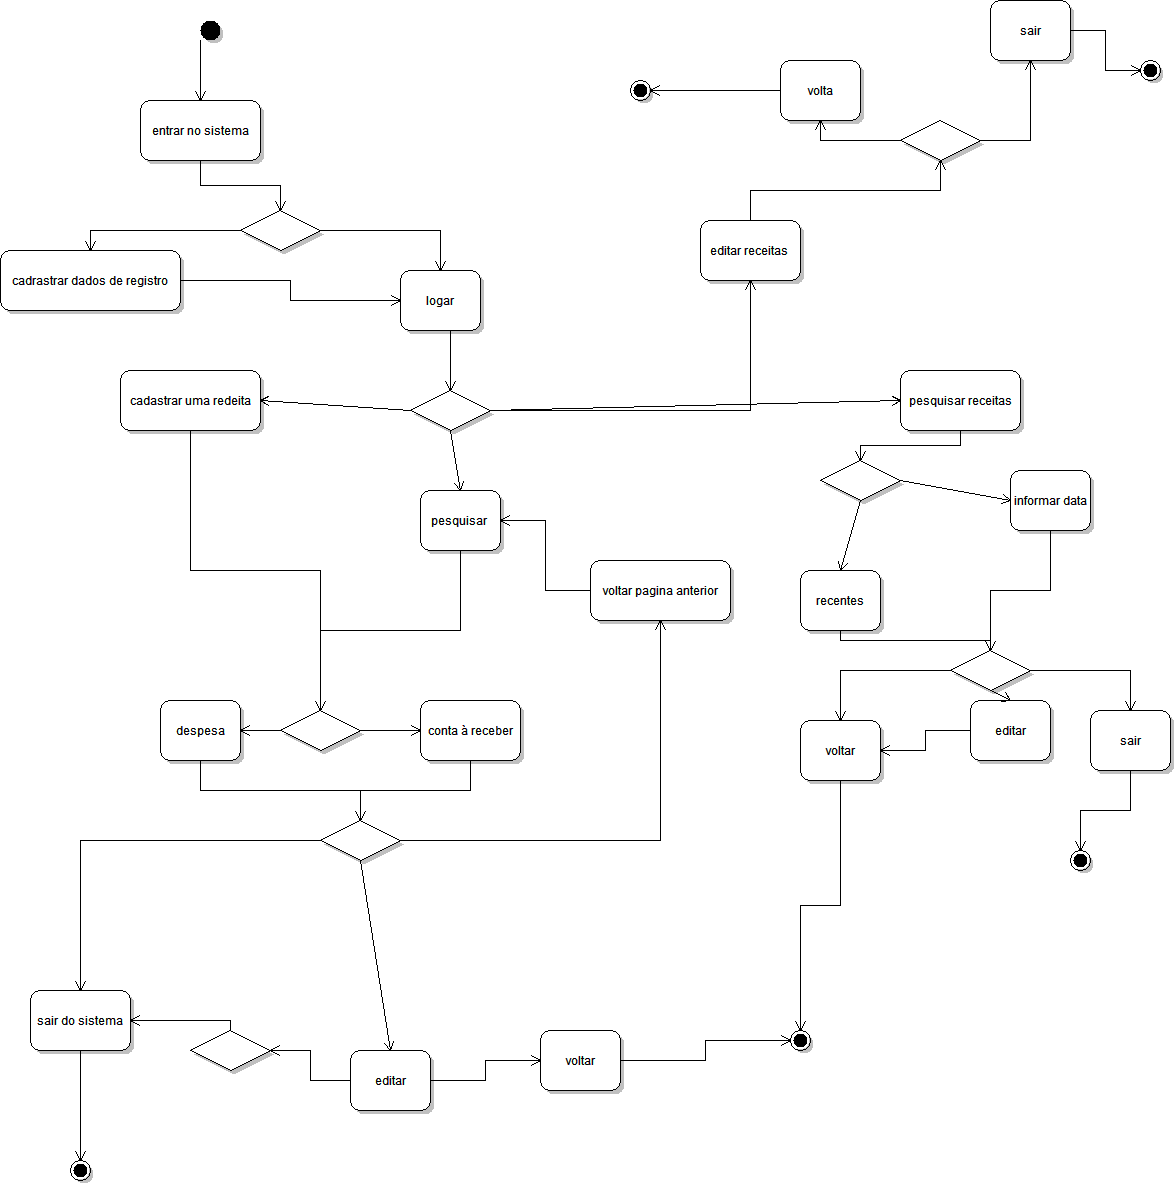 sair
volta
entrar no sistema
editar receitas
cadrastrar dados de registro
logar
cadastrar uma redeita
pesquisar receitas
pesquisar
informar data
voltar pagina anterior
recentes
despesa
conta à receber
voltar
editar
sair
sair do sistema
editar
voltar